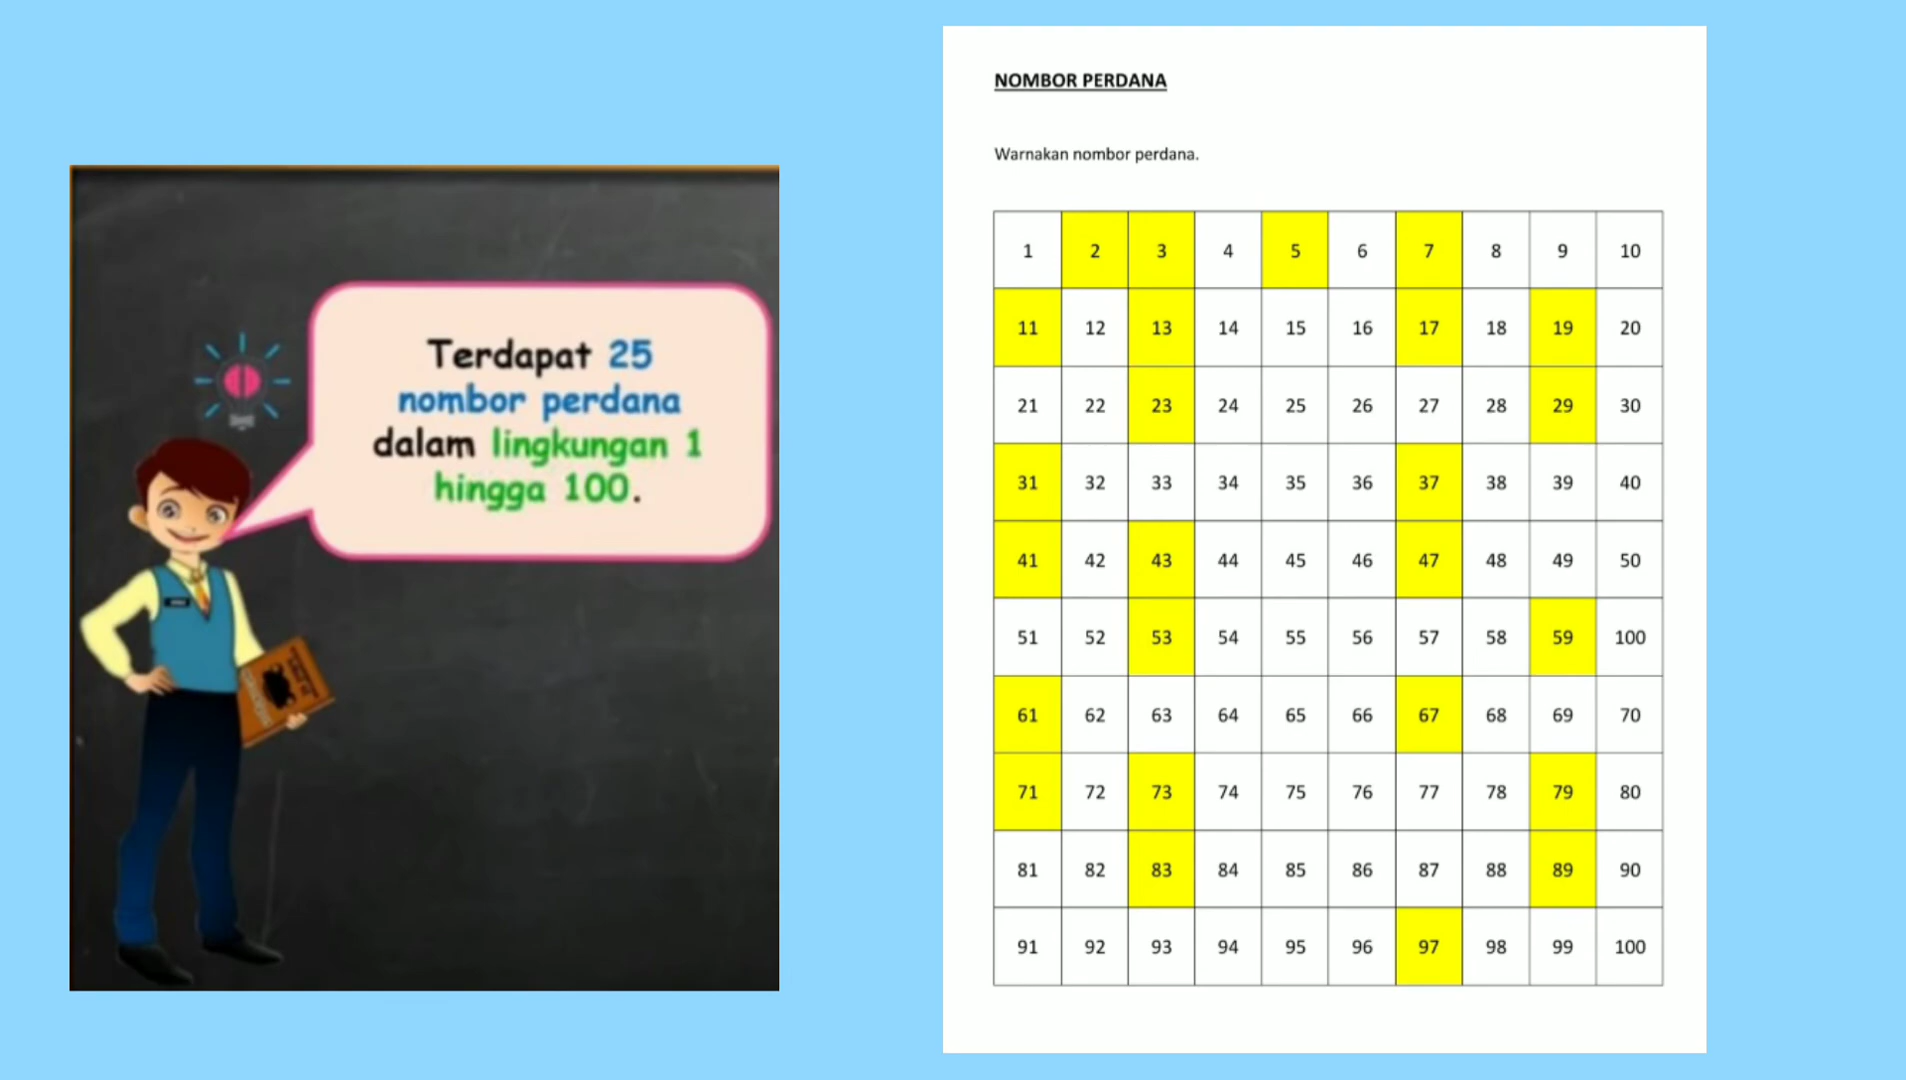 Terdapat 25
nombor perdana
dalam lingkungan 1
hingga 100.
NOMBOR PERDANA
Warnakan nombor perdana.
1 2 3 4 5 6 7 8 9 10
11 12 13 14 15 16 17 18 19 20
21 22 23 24 25 26 27 28 29 30
31 32 33 34 35 36 37 38 39 40
41 42 43 44 45 46 47 48 49 50
51 52 53 54 55 56 57 58 59 100
61 62 63 64 65 66 67 68 69 70
71 72 73 74 75 76 77 78 79 80
81 82 83 84 85 86 87 88 89 90
91 92 93 94 95 96 97 98 99 100